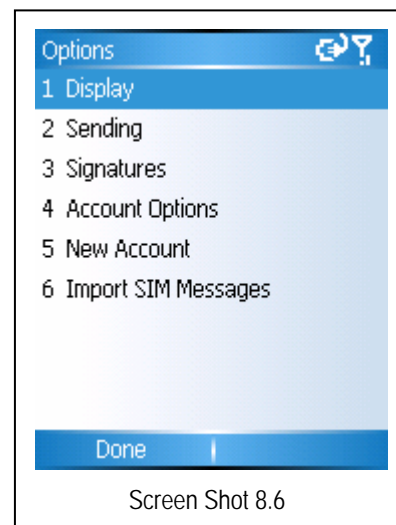 Options
1 Display
2 Sending
3 Signatures
4 Account Options
5 New Account
6 Import SIM Messages
Done
Screen Shot 8.6